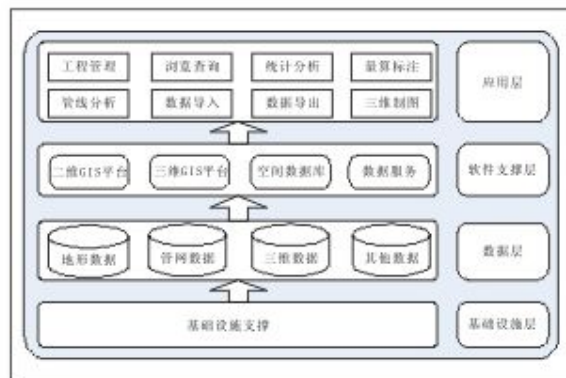 工程管理 浏览查询 统计分析 量算标注
管线分析 数据导入 数据导出 三维制图
应用层
二维GIS平台 三维GIS平台 空间数据库 数据服务
软件支撑层
地形数据 管网数据 三维数据 其他数据
数据层
基础设施支撑
基础设施层